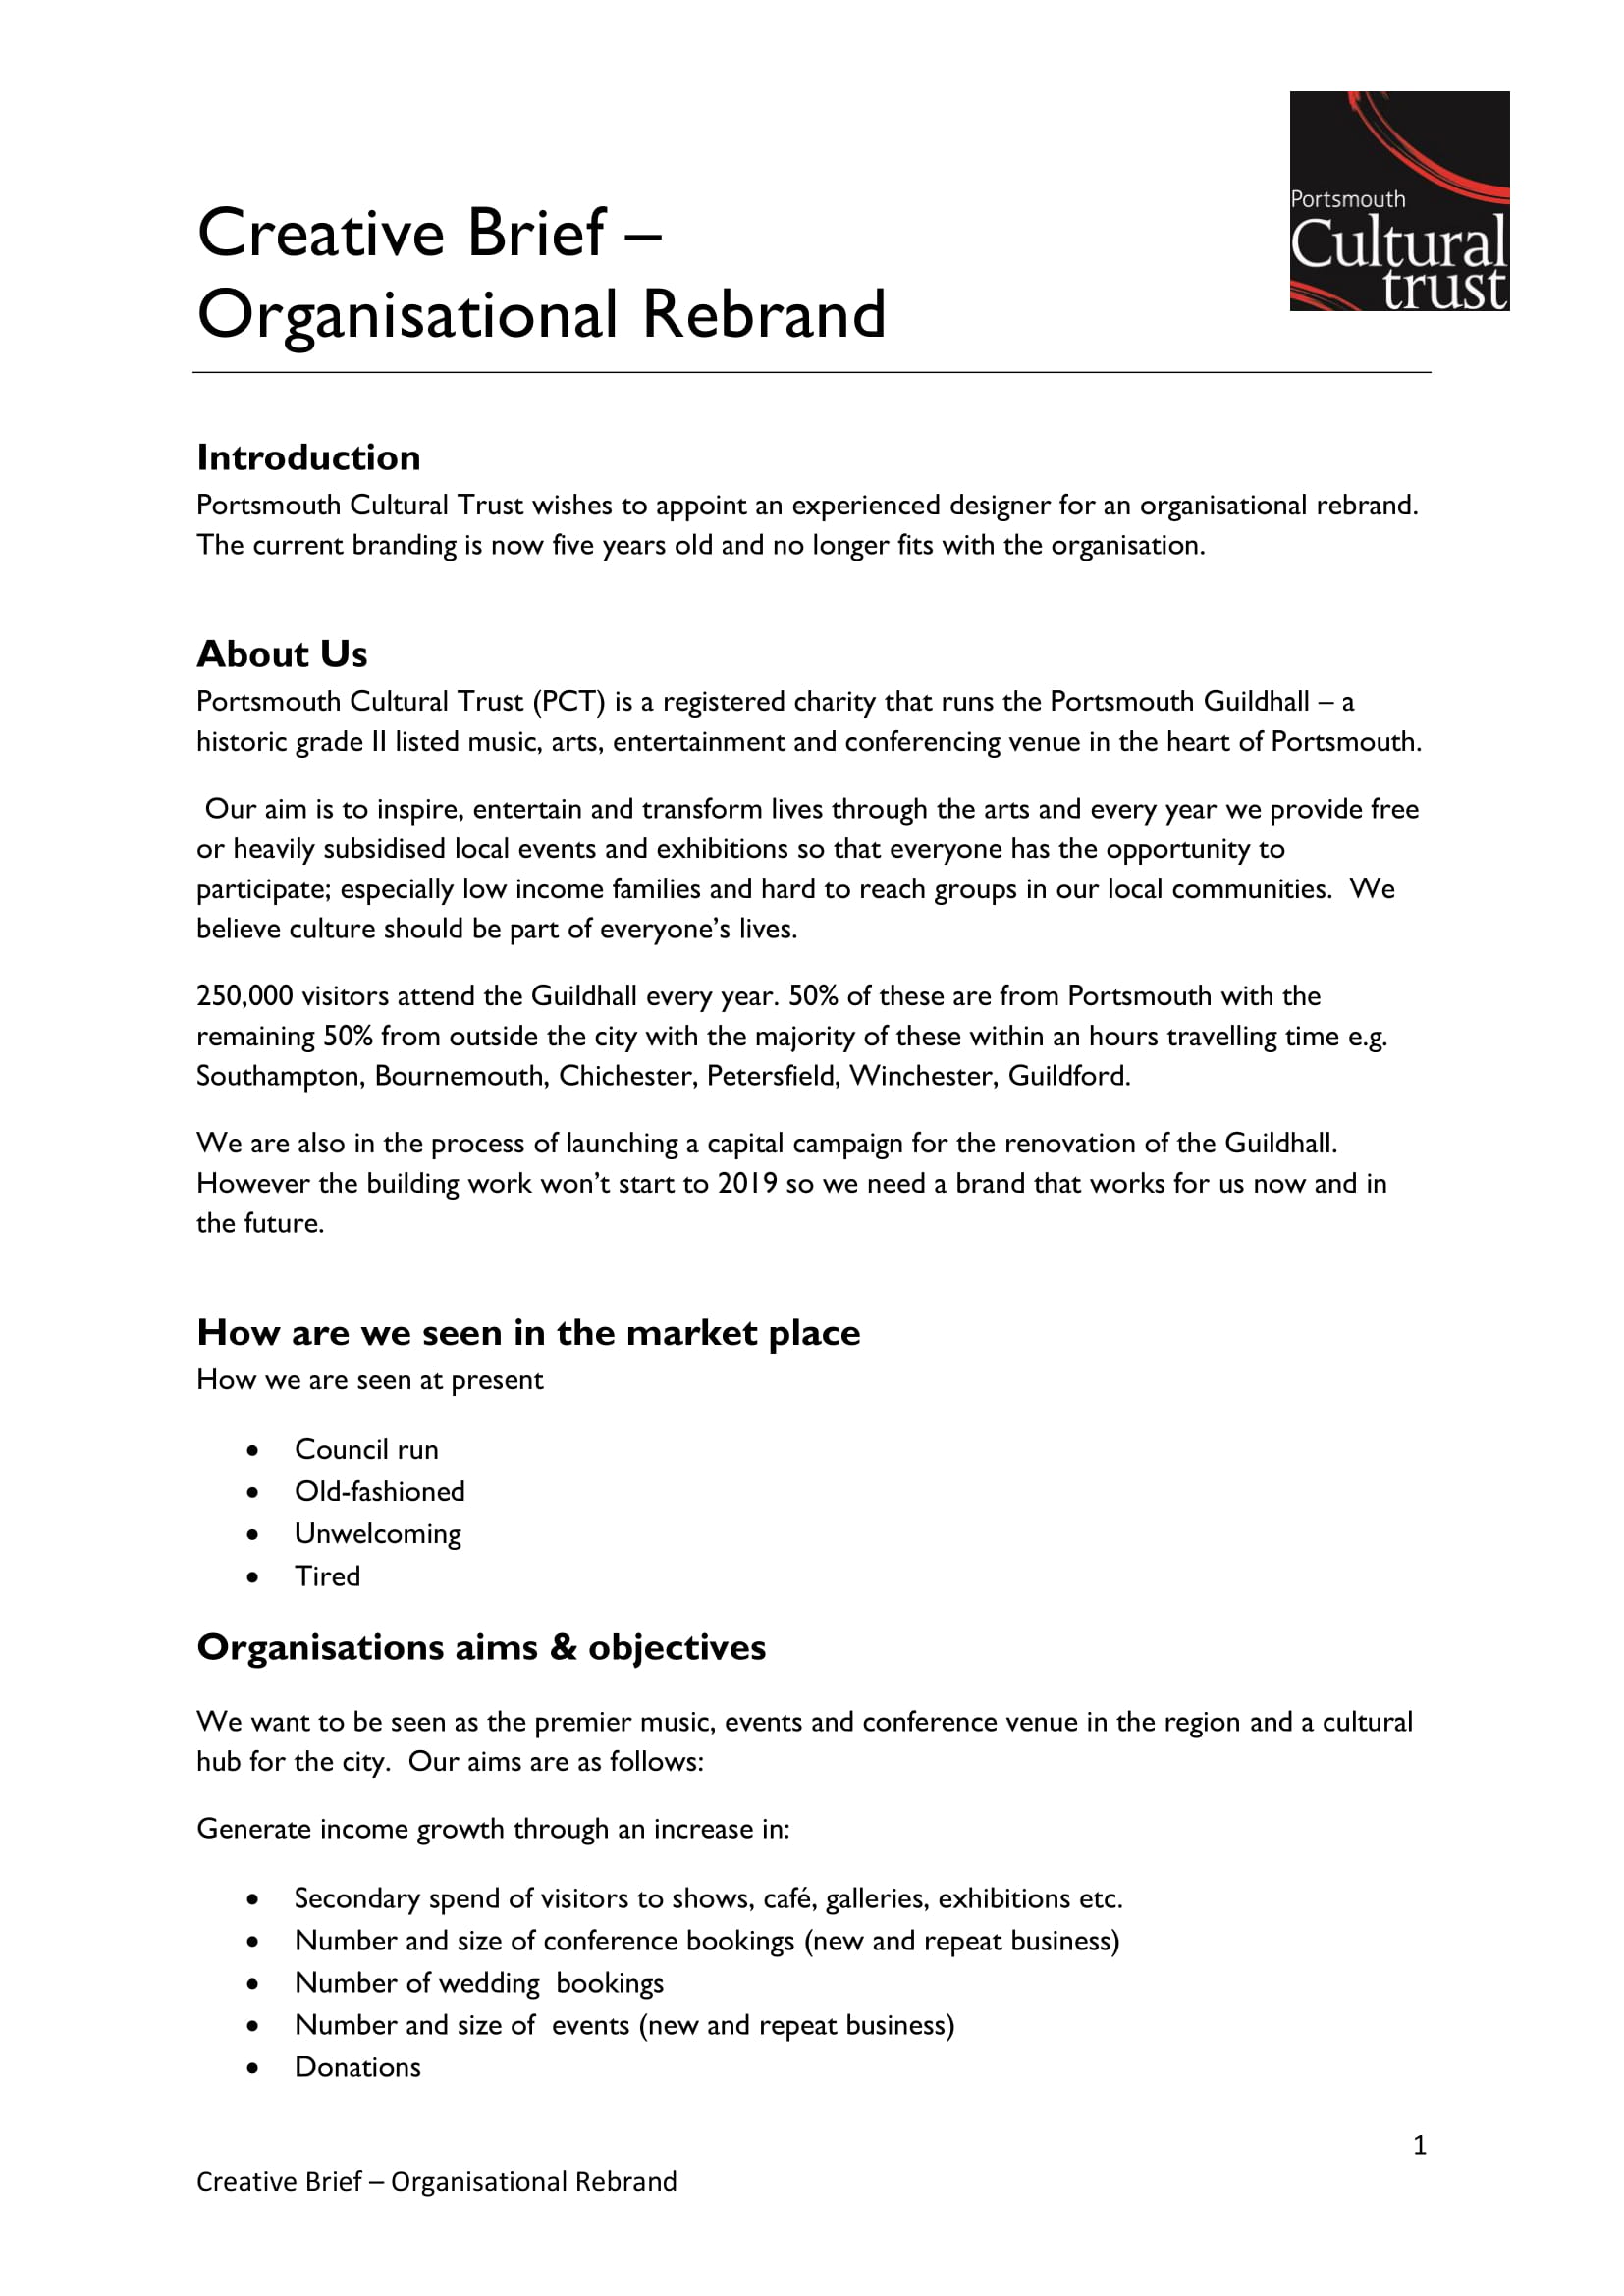 Portsmouth
Cultural
trust
Creative Brief –
Organisational Rebrand
Introduction
Portsmouth Cultural Trust wishes to appoint an experienced designer for an organisational rebrand.
The current branding is now five years old and no longer fits with the organisation.
About Us
Portsmouth Cultural Trust (PCT) is a registered charity that runs the Portsmouth Guildhall – a
historic grade II listed music, arts, entertainment and conferencing venue in the heart of Portsmouth.
Our aim is to inspire, entertain and transform lives through the arts and every year we provide free
or heavily subsidised local events and exhibitions so that everyone has the opportunity to
participate; especially low income families and hard to reach groups in our local communities.  We
believe culture should be part of everyone’s lives.
250,000 visitors attend the Guildhall every year. 50% of these are from Portsmouth with the
remaining 50% from outside the city with the majority of these within an hours travelling time e.g.
Southampton, Bournemouth, Chichester, Petersfield, Winchester, Guildford.
We are also in the process of launching a capital campaign for the renovation of the Guildhall.
However the building work won’t start to 2019 so we need a brand that works for us now and in
the future.
How are we seen in the market place
How we are seen at present
• Council run
• Old-fashioned
• Unwelcoming
• Tired
Organisations aims & objectives
We want to be seen as the premier music, events and conference venue in the region and a cultural
hub for the city.  Our aims are as follows:
Generate income growth through an increase in:
• Secondary spend of visitors to shows, café, galleries, exhibitions etc.
• Number and size of conference bookings (new and repeat business)
• Number of wedding  bookings
• Number and size of  events (new and repeat business)
• Donations
1
Creative Brief – Organisational Rebrand